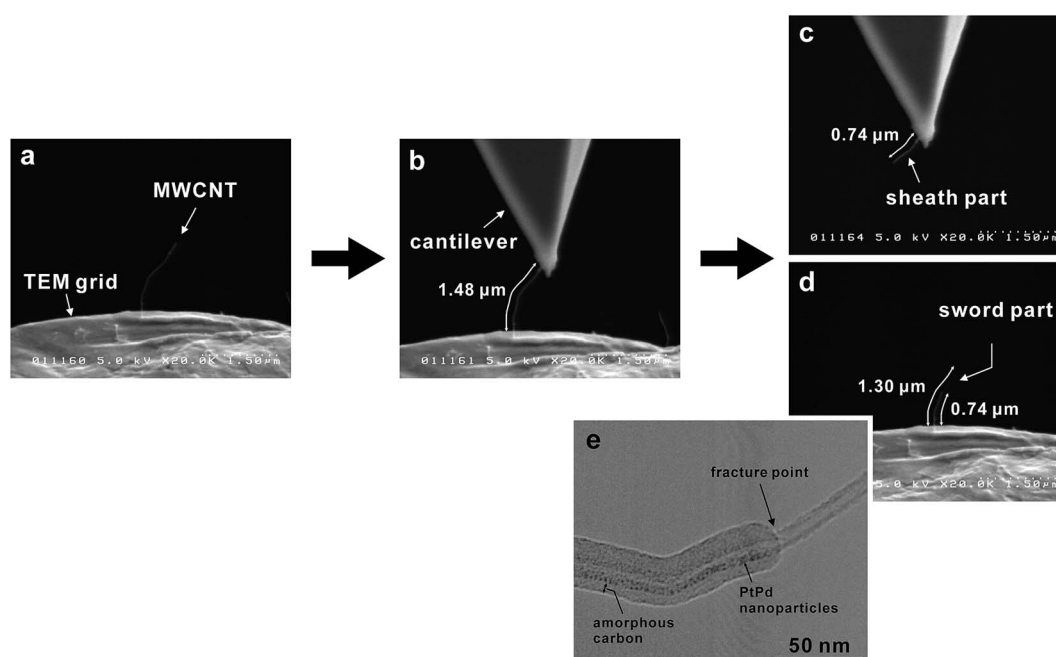 a
MWCNT
TEM grid
011160 5.0 kV X20.0K 1.50µm
b
cantilever
1.48 µm
011161 5.0 kV X20.0K 1.50µm
c
0.74 µm
sheath part
011164 5.0 kV X20.0K 1.50µm
d
sword part
1.30 µm
0.74 µm
5.0 kV X20.0K 1.50µm
e
fracture point
PtPd
nanoparticles
amorphous
carbon
50 nm